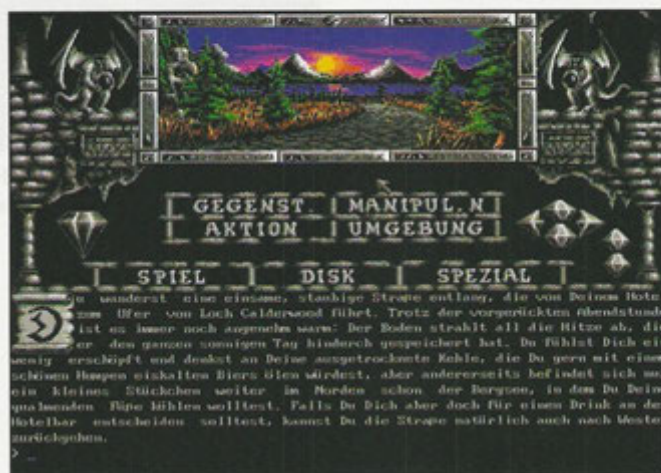 GEGENST. MANIPUL.N
AKTION UMGEBUNG
SPIEL DISK SPEZIAL
Du wanderst eine einsame, staubige Straße entlang, die von Deinem Hotel
zum Ufer von Loch Calderwood führt. Trotz der vorgerückten Abendstunde
ist es immer noch angenehm warm: Der Boden strahlt all die Hitze ab, die
er den ganzen sonnigen Tag hinderch gespeichert hat. Du fühlst Dich ein
wenig erschöpft end denkst an Deine ausgetrocknete Kehle, die Du gern mit einem
schönen Humpen eiskalten Biers ölen würdest, aber andererseits befindet sich nur
ein kleines Stückchen weiter im Norden schon der Bergsee, in dem Du Deine
qualmenden Füße kühlen wolltest. Falls Du Dich aber doch für einen Drink an der
Hotelbar entscheiden solltest, kannst Du die Straße natürlich auch nach Westen
zurückgehen.
> _